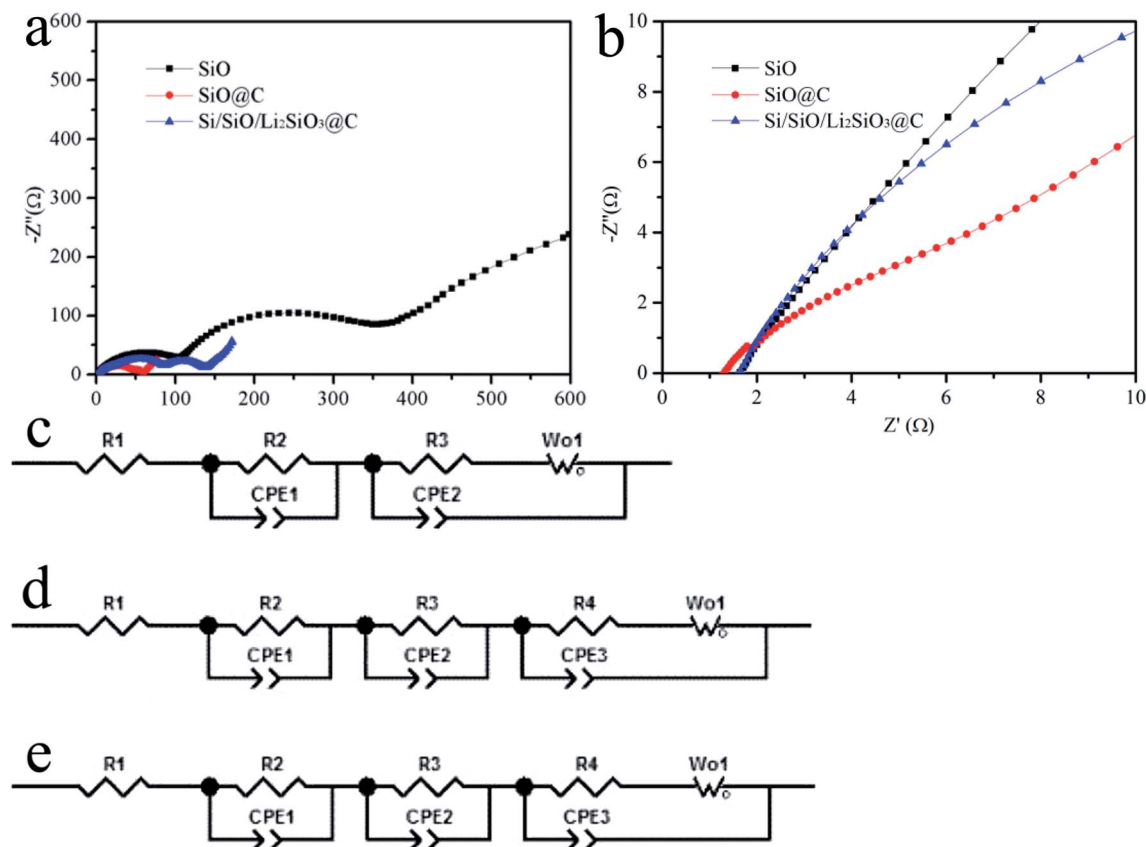 a
600
500
400
300
200
100
0
-Z"(Ω)
SiO
SiO@C
Si/SiO/Li₂SiO₃@C
0 100 200 300 400 500 600
b
10
8
6
4
2
0
-Z"(Ω)
SiO
SiO@C
Si/SiO/Li₂SiO₃@C
2 4 6 8 10
Z' (Ω)
c
R1 R2 R3 Wo1
CPE1 CPE2
d
R1 R2 R3 R4 Wo1
CPE1 CPE2 CPE3
e
R1 R2 R3 R4 Wo1
CPE1 CPE2 CPE3